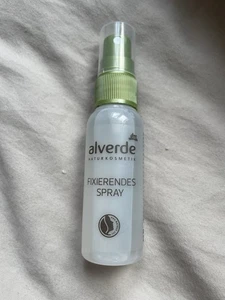 alverde
NATURKOSMETIK
FIXIERENDES
SPRAY